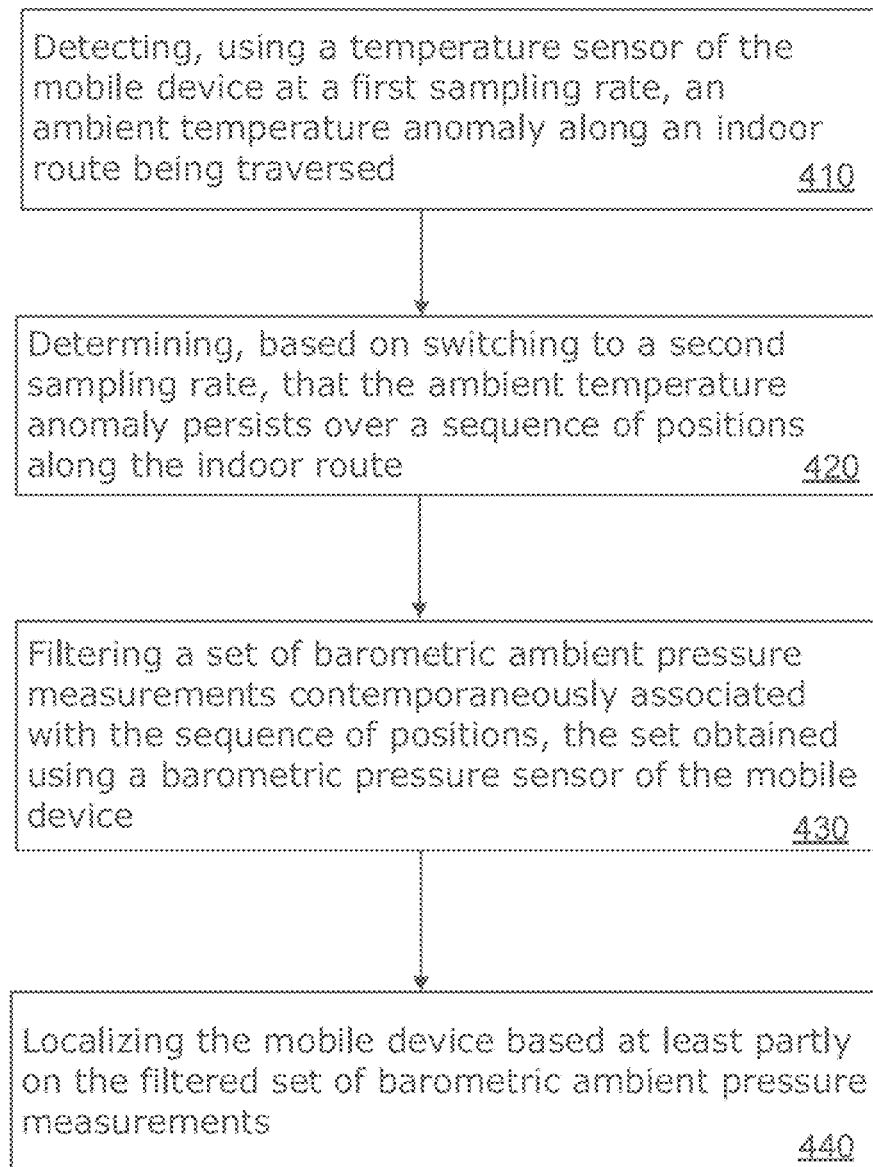 Detecting, using a temperature sensor of the
mobile device at a first sampling rate, an
ambient temperature anomaly along an indoor
route being traversed
410
Determining, based on switching to a second
sampling rate, that the ambient temperature
anomaly persists over a sequence of positions
along the indoor route
420
Filtering a set of barometric ambient pressure
measurements contemporaneously associated
with the sequence of positions, the set obtained
using a barometric pressure sensor of the mobile
device
430
Localizing the mobile device based at least partly
on the filtered set of barometric ambient pressure
measurements
440